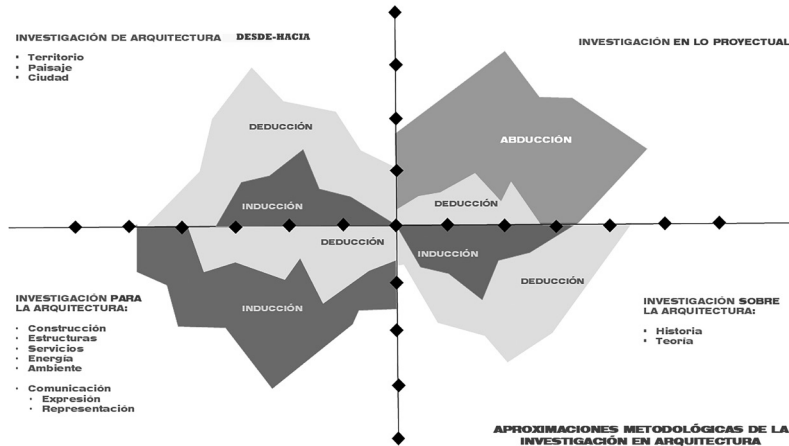 INVESTIGACIÓN DE ARQUITECTURA DESDE-HACIA
• Territorio
• Paisaje
• Ciudad
INVESTIGACIÓN EN LO PROYECTUAL
DEDUCCIÓN
INDUCCIÓN
ABDUCCIÓN
DEDUCCIÓN
DEDUCCIÓN
INDUCCIÓN
INDUCCIÓN
DEDUCCIÓN
INVESTIGACIÓN PARA
LA ARQUITECTURA:
• Construcción
• Estructuras
• Servicios
• Energía
• Ambiente
• Comunicación
• Expresión
• Representación
INVESTIGACIÓN SOBRE
LA ARQUITECTURA:
• Historia
• Teoría
APROXIMACIONES METODOLÓGICAS DE LA
INVESTIGACIÓN EN ARQUITECTURA